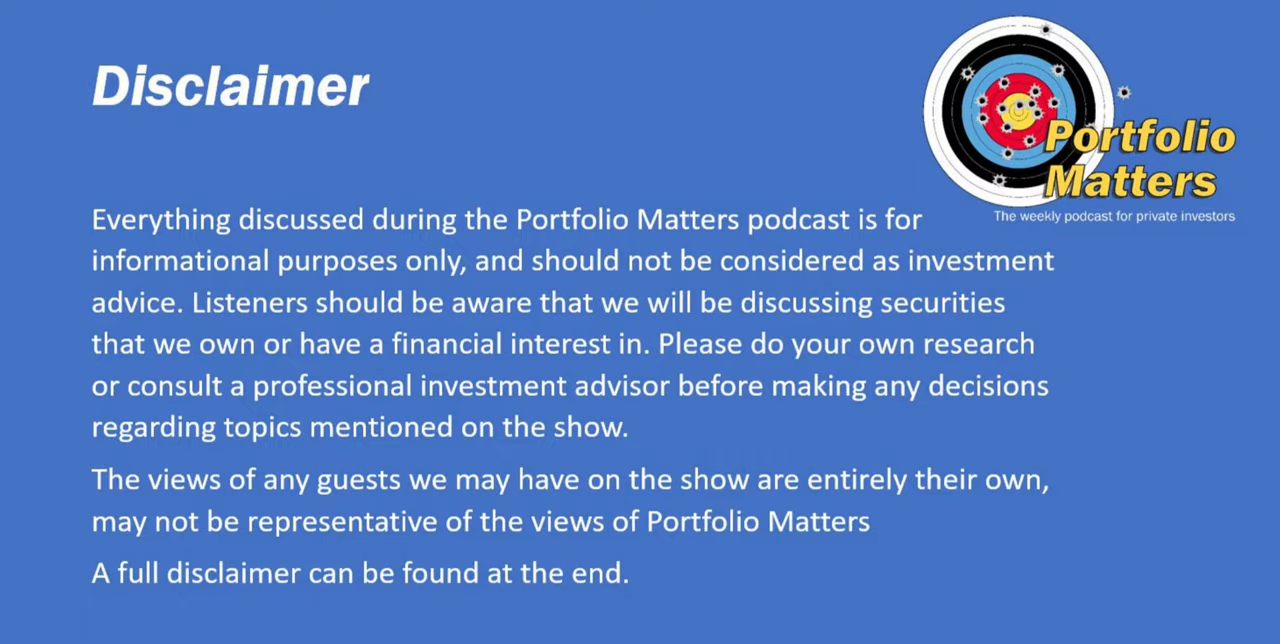 Disclaimer
Portfolio
Matters
The weekly podcast for private investors
Everything discussed during the Portfolio Matters podcast is for
informational purposes only, and should not be considered as investment
advice. Listeners should be aware that we will be discussing securities
that we own or have a financial interest in. Please do your own research
or consult a professional investment advisor before making any decisions
regarding topics mentioned on the show.
The views of any guests we may have on the show are entirely their own,
may not be representative of the views of Portfolio Matters
A full disclaimer can be found at the end.